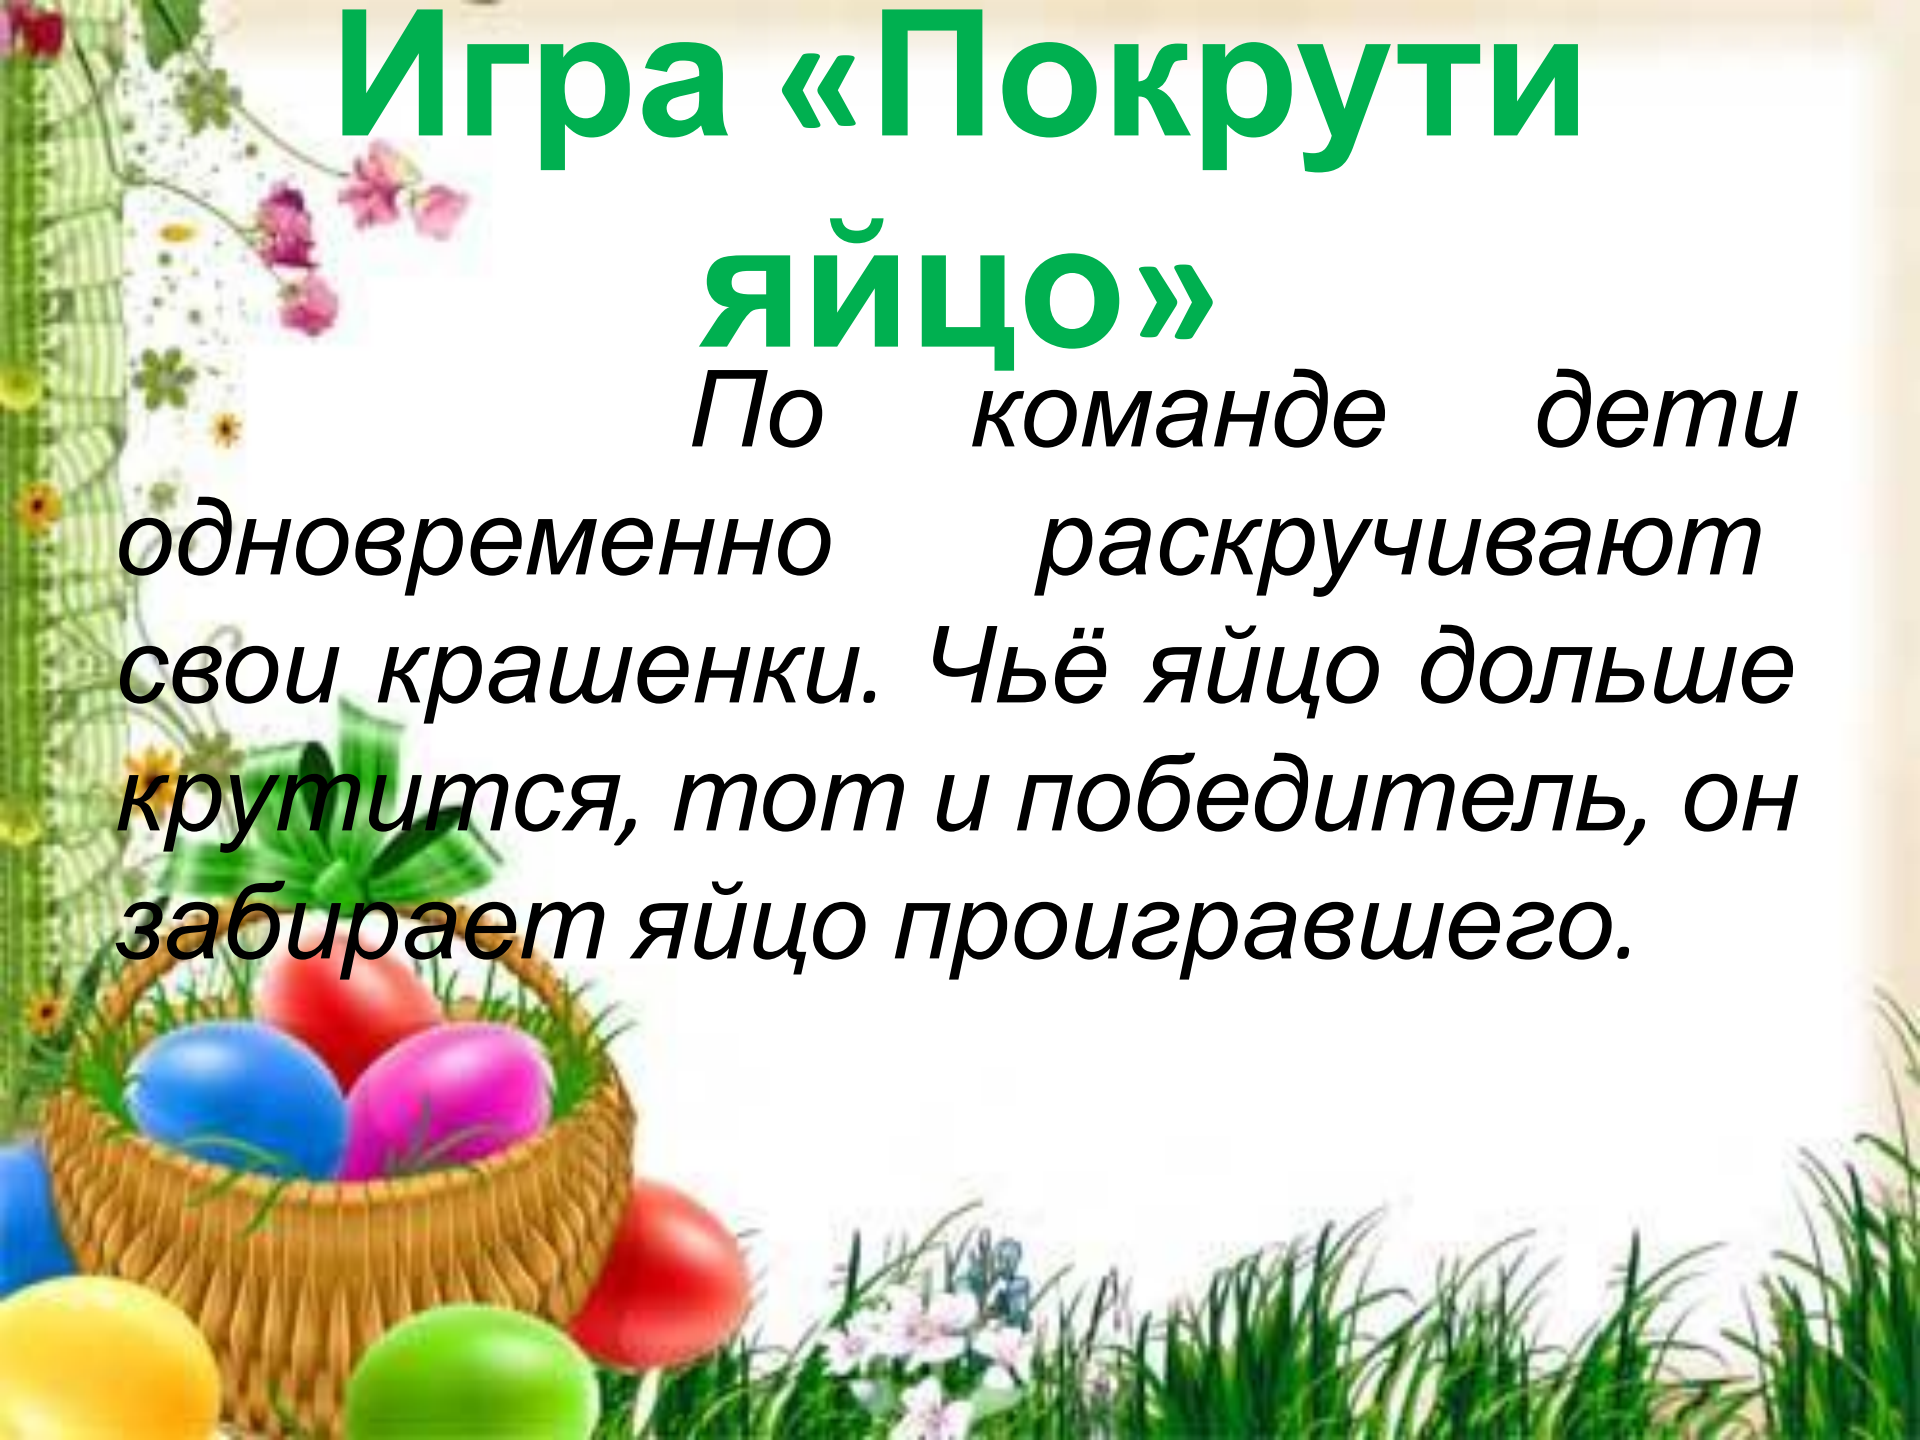 Игра «Покрути
яйцо»
По команде дети
одновременно раскручивают
свои крашенки. Чьё яйцо дольше
крутится, тот и победитель, он
забирает яйцо проигравшего.